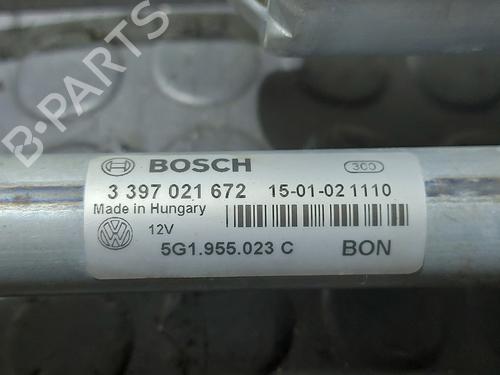 B-PARTS
BOSCH 300
3 397 021 672 15-01-02 1110
Made in Hungary
12V
5G1.955.023 C BON